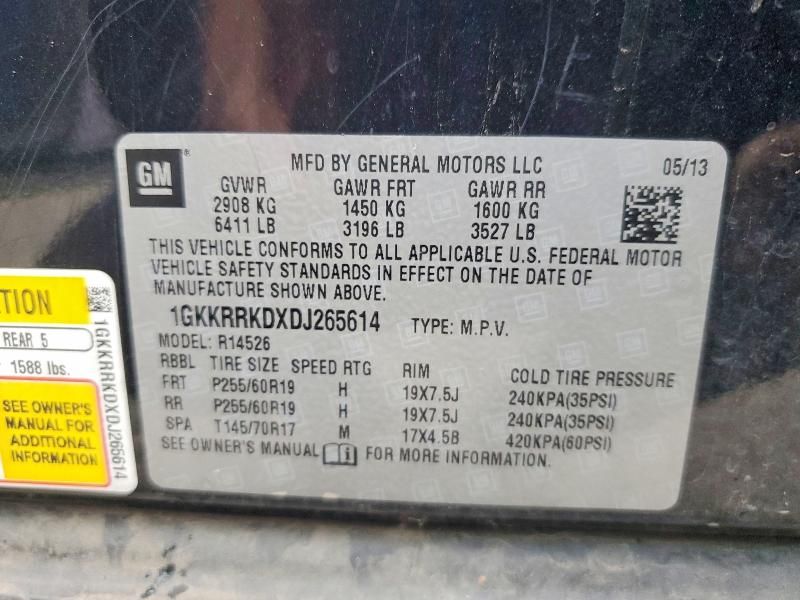 GM
MFD BY GENERAL MOTORS LLC 05/13
GVWR GAWR FRT GAWR RR
2908 KG 1450 KG 1600 KG
6411 LB 3196 LB 3527 LB
THIS VEHICLE CONFORMS TO ALL APPLICABLE U.S. FEDERAL MOTOR
VEHICLE SAFETY STANDARDS IN EFFECT ON THE DATE OF
MANUFACTURE SHOWN ABOVE.
1GKKRRKDXDJ265614 TYPE: M.P.V.
MODEL: R14526
RBBL TIRE SIZE SPEED RTG RIM COLD TIRE PRESSURE
FRT P255/60R19 H 19X7.5J 240KPA(35PSI)
RR P255/60R19 H 19X7.5J 240KPA(35PSI)
SPA T145/70R17 M 17X4.5B 420KPA(60PSI)
SEE OWNER'S MANUAL FOR MORE INFORMATION.
REAR 5
1588 lbs.
SEE OWNER'S
MANUAL FOR
ADDITIONAL
INFORMATION
1GKKRRKDXDJ265614